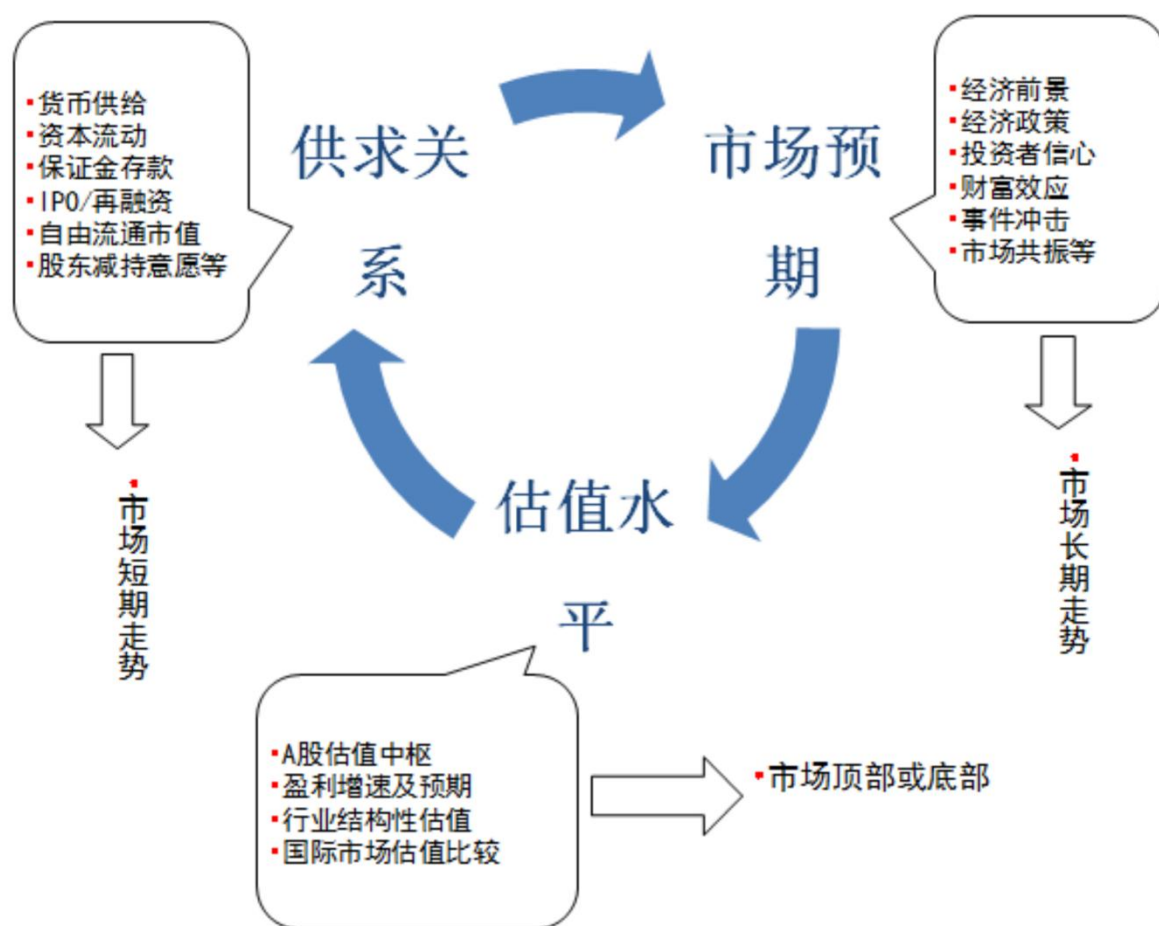 ▪货币供给
▪资本流动
▪保证金存款
▪IPO/再融资
▪自由流通市值
▪股东减持意愿等
供求关
系
市场预
期
▪经济前景
▪经济政策
▪投资者信心
▪财富效应
▪事件冲击
▪市场共振等
▪市场短期走势
▪市场长期走势
估值水
平
▪A股估值中枢
▪盈利增速及预期
▪行业结构性估值
▪国际市场估值比较
▪市场顶部或底部